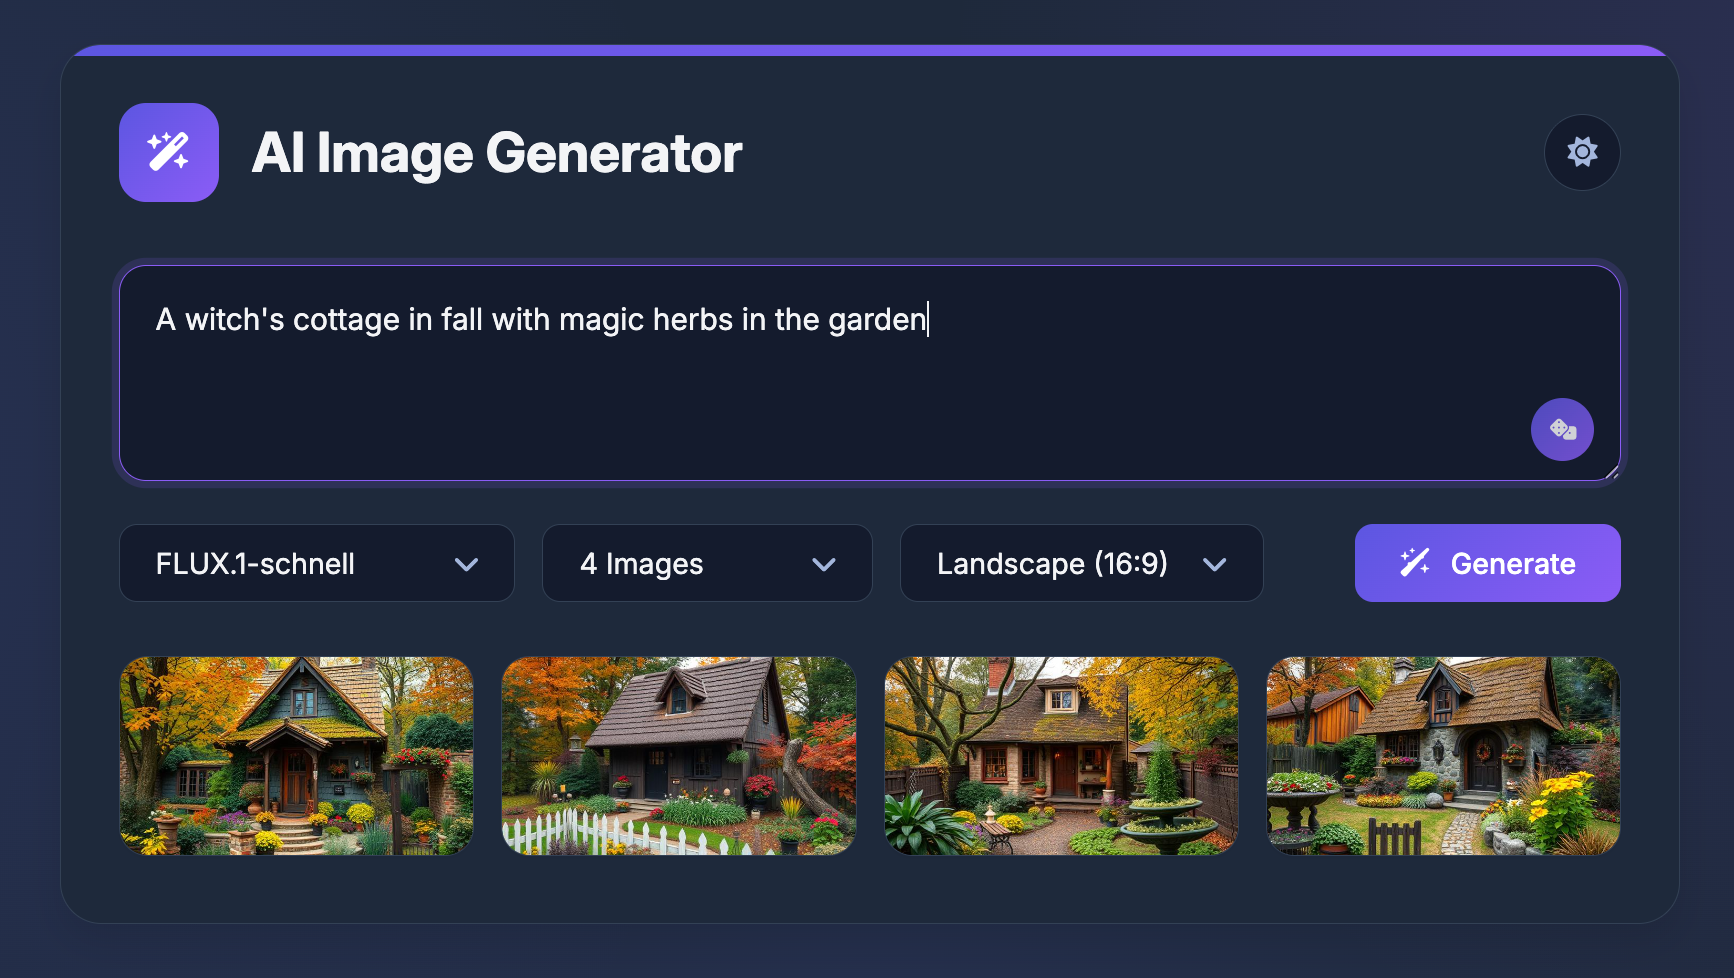 AI Image Generator
A witch's cottage in fall with magic herbs in the garden
FLUX.1-schnell
4 Images
Landscape (16:9)
Generate